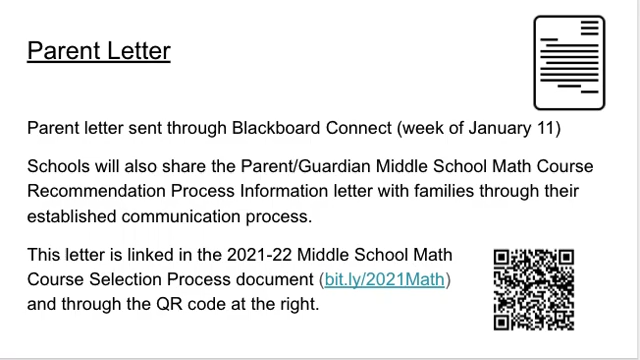 Parent Letter
Parent letter sent through Blackboard Connect (week of January 11)
Schools will also share the Parent/Guardian Middle School Math Course
Recommendation Process Information letter with families through their
established communication process.
This letter is linked in the 2021-22 Middle School Math
Course Selection Process document (bit.ly/2021Math)
and through the QR code at the right.